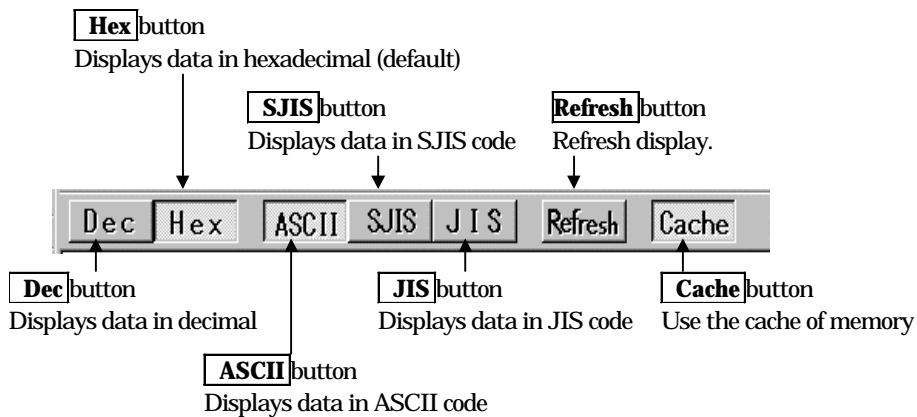 Hex button
Displays data in hexadecimal (default)
SJIS button
Displays data in SJIS code
Refresh button
Refresh display.
Dec Hex ASCII SJIS JIS Refresh Cache
Dec button
Displays data in decimal
JIS button
Displays data in JIS code
Cache button
Use the cache of memory
ASCII button
Displays data in ASCII code